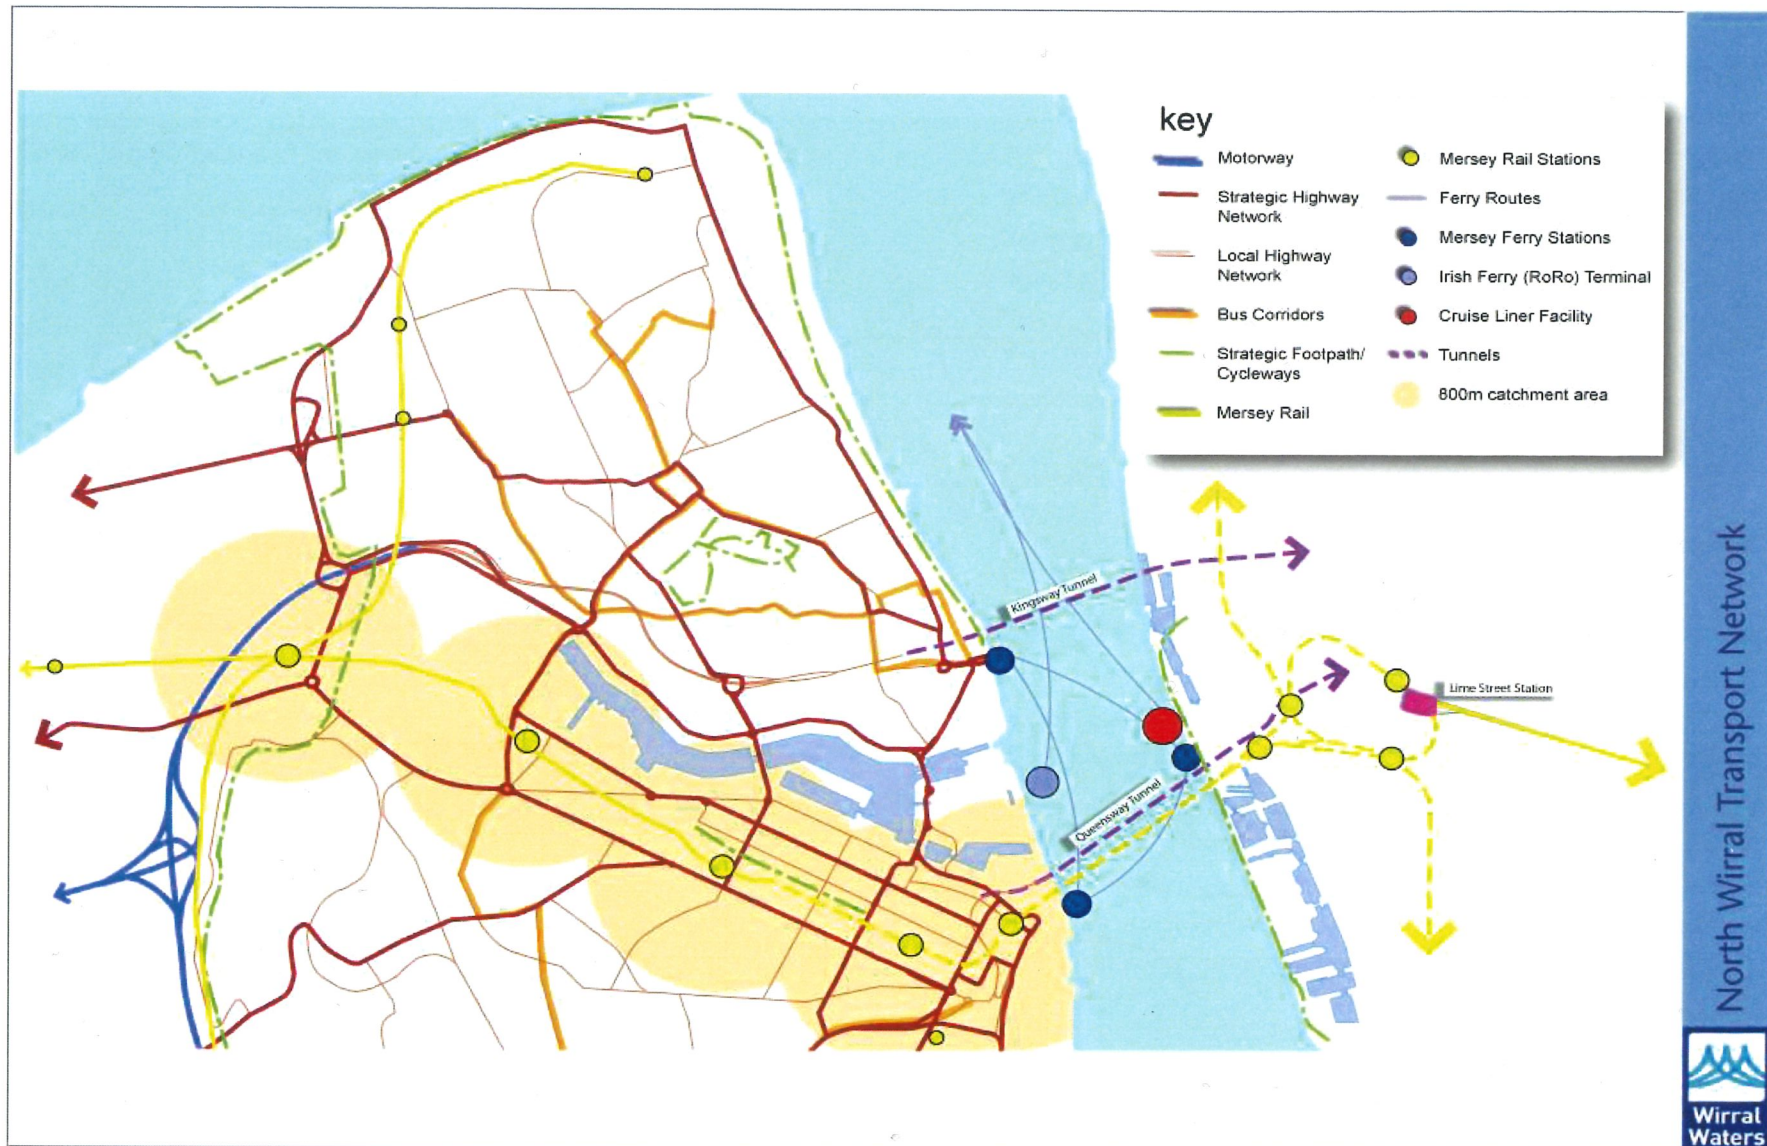 key
Motorway
Strategic Highway
Network
Local Highway
Network
Bus Corridors
Strategic Footpath/
Cycleways
Mersey Rail
Mersey Rail Stations
Ferry Routes
Mersey Ferry Stations
Irish Ferry (RoRo) Terminal
Cruise Liner Facility
Tunnels
800m catchment area
Kingsway Tunnel
Lime Street Station
Queensway Tunnel
North Wirral Transport Network
Wirral
Waters